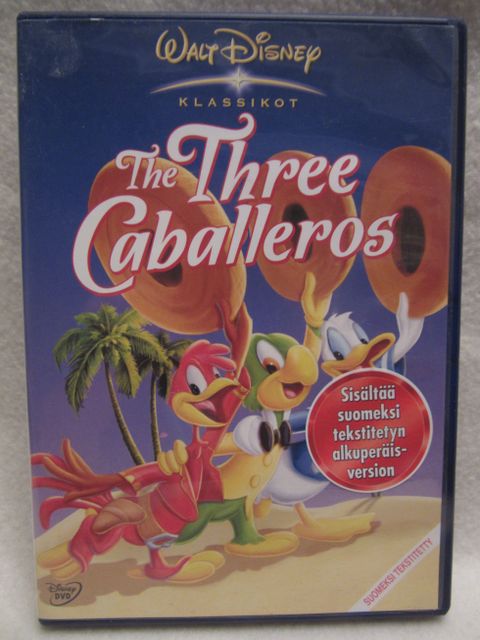 WALT DISNEY
KLASSIKOT
The Three
Caballeros
Sisältää
suomeksi
tekstitetyn
alkuperäis-
version
SUOMEKSI TEKSTITETTY
Disney
DVD